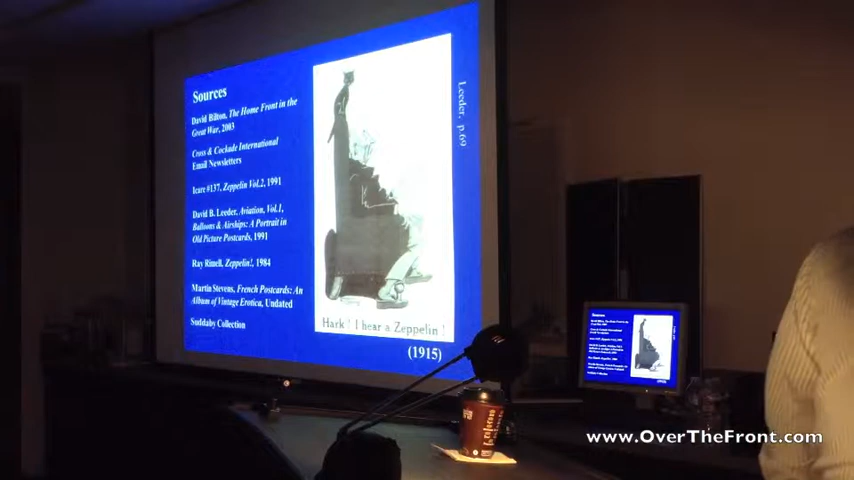 Sources
David Bilton, The Home Front in the
Great War, 2003
Cross & Cockade International
Email Newsletters
Icare #137, Zeppelin Vol.2, 1991
David B. Leeder, Aviation, Vol.1,
Balloons & Airships: A Portrait in
Old Picture Postcards, 1991
Ray Rimell, Zeppelin!, 1984
Martin Stevens, French Postcards: An
Album of Vintage Erotica, Undated
Suddaby Collection
Leeder, p.69
Hark ! I hear a Zeppelin !
(1915)
Sources
www.OverTheFront.com